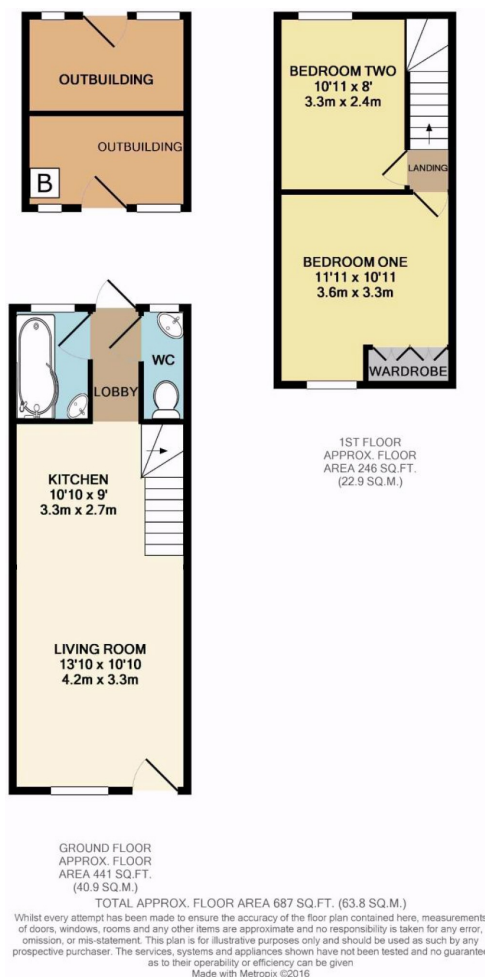 OUTBUILDING
OUTBUILDING
B
WC
LOBBY
KITCHEN
10'10 x 9'
3.3m x 2.7m
LIVING ROOM
13'10 x 10'10
4.2m x 3.3m
GROUND FLOOR
APPROX. FLOOR
AREA 441 SQ.FT.
(40.9 SQ.M.)
BEDROOM TWO
10'11 x 8'
3.3m x 2.4m
LANDING
BEDROOM ONE
11'11 x 10'11
3.6m x 3.3m
WARDROBE
1ST FLOOR
APPROX. FLOOR
AREA 246 SQ.FT.
(22.9 SQ.M.)
TOTAL APPROX. FLOOR AREA 687 SQ.FT. (63.8 SQ.M.)
Whilst every attempt has been made to ensure the accuracy of the floor plan contained here, measurements
of doors, windows, rooms and any other items are approximate and no responsibility is taken for any error,
omission, or mis-statement. This plan is for illustrative purposes only and should be used as such by any
prospective purchaser. The services, systems and appliances shown have not been tested and no guarantee
as to their operability or efficiency can be given
Made with Metropix ©2016